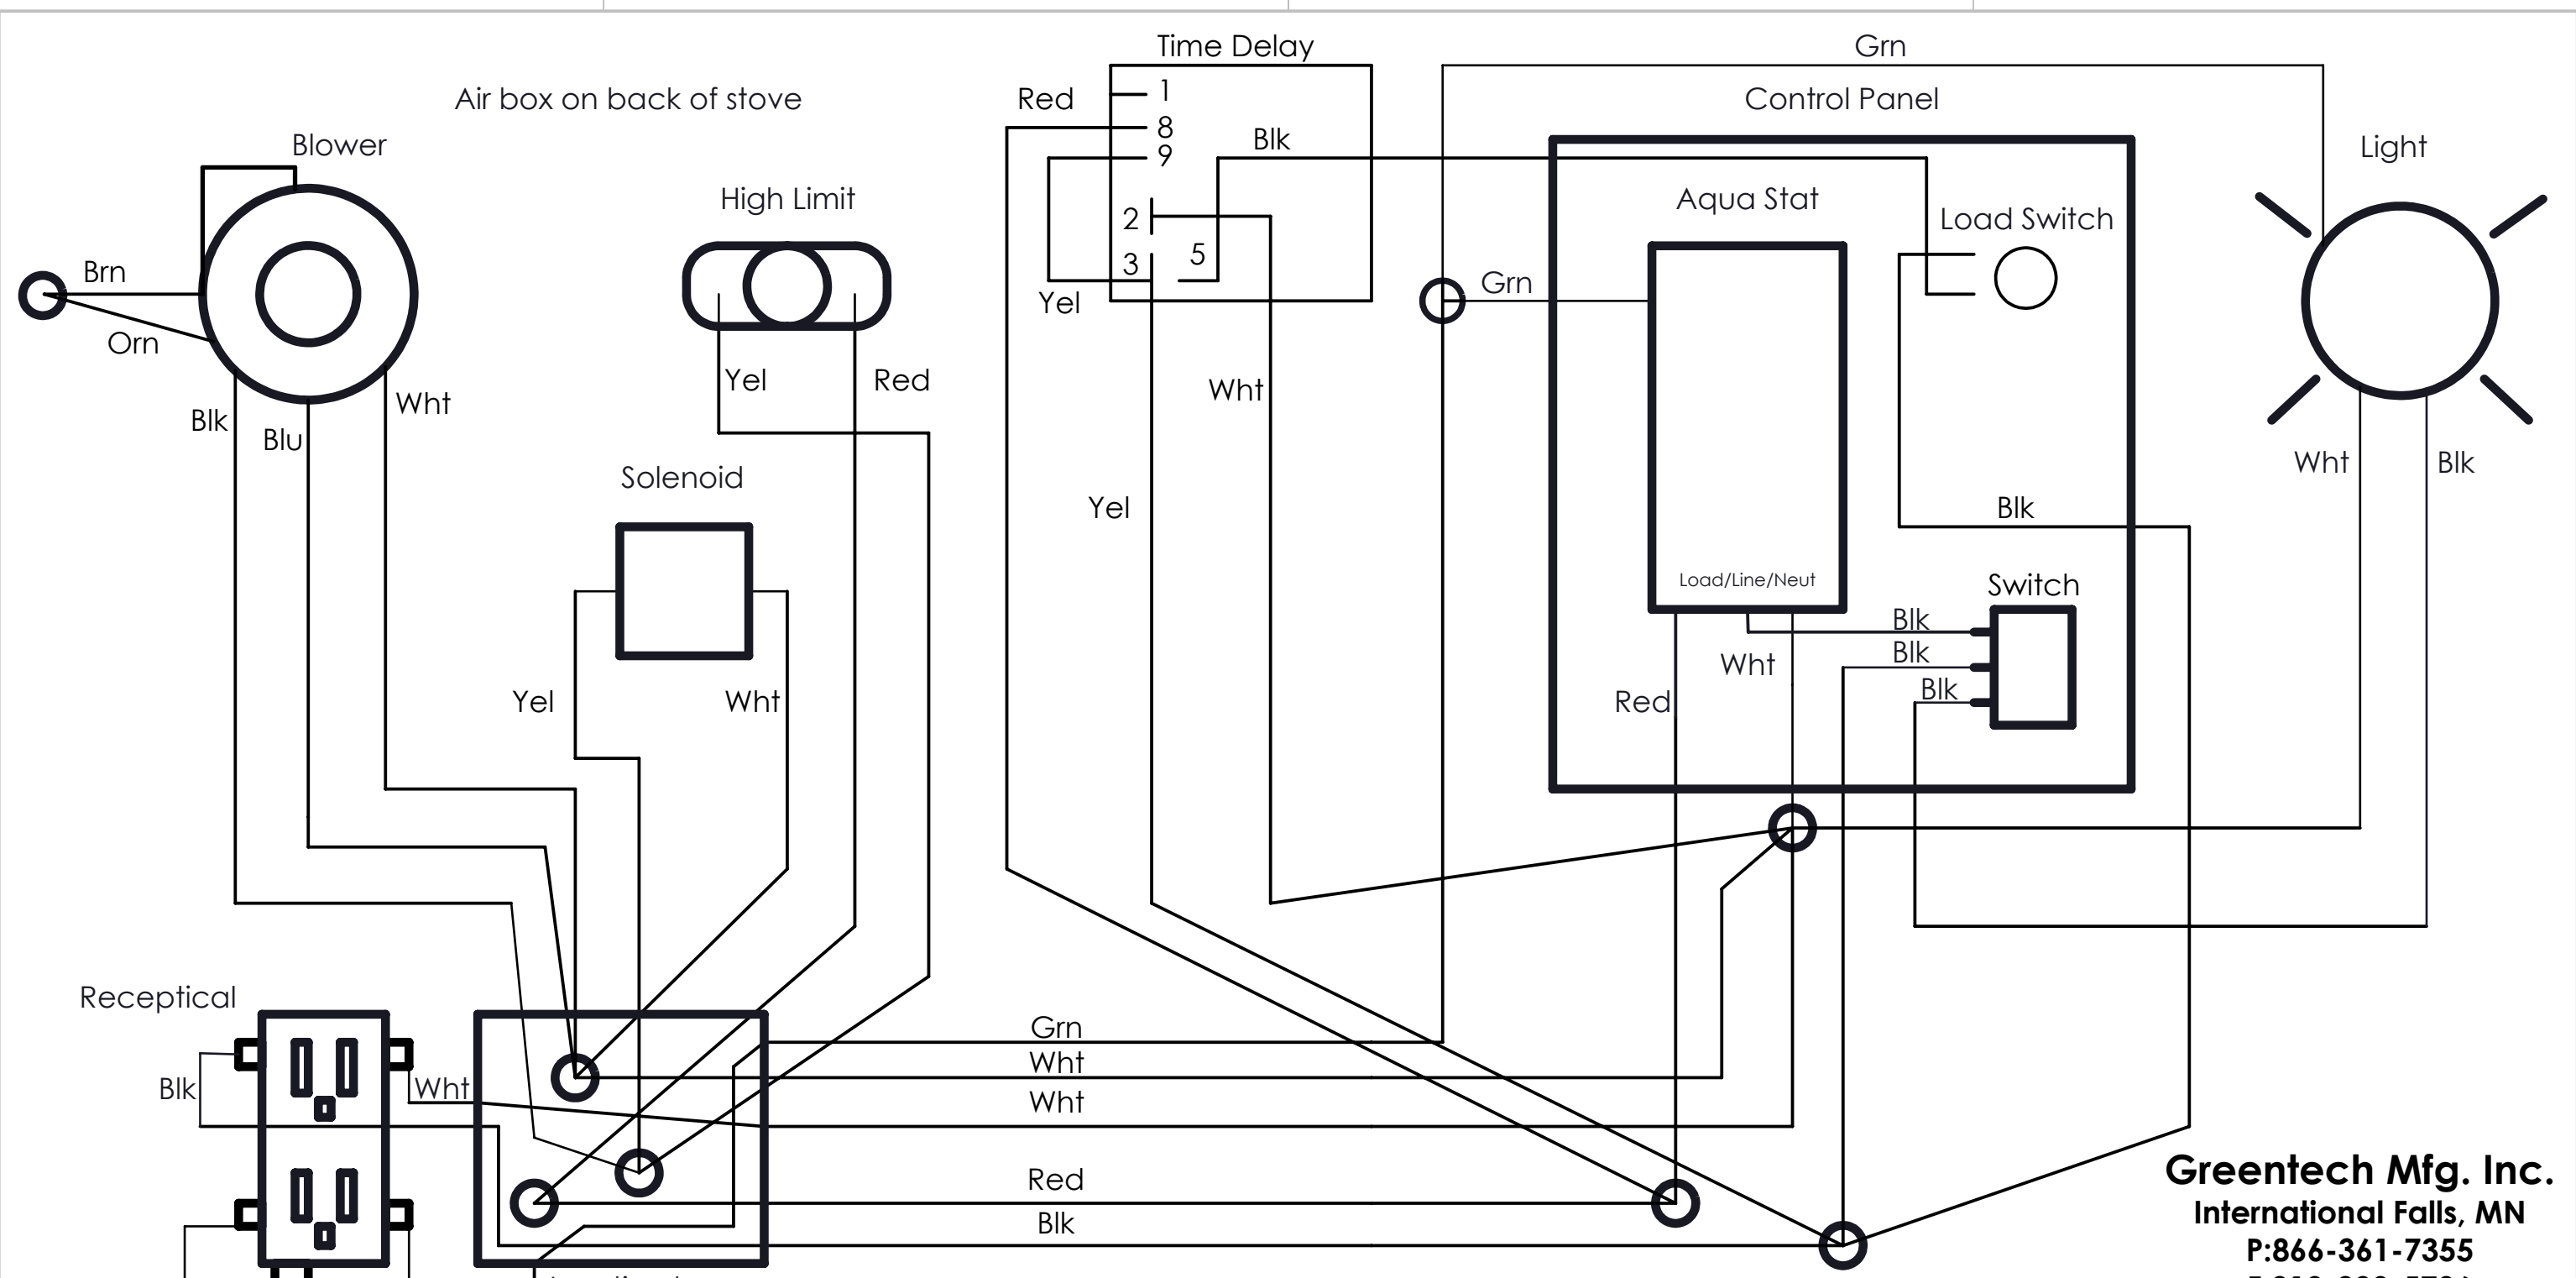 Time Delay
Grn
Air box on back of stove
Red
1
Control Panel
8
Blk
9
Blower
Light
High Limit
Aqua Stat
2
Load Switch
5
3
Brn
Grn
Yel
Orn
Yel
Red
Wht
Wht
Blk
Blu
Wht
Blk
Solenoid
Yel
Blk
Load/Line/Neut
Switch
Blk
Blk
Wht
Blk
Yel
Wht
Red
Receptical
Grn
Wht
Blk
Wht
Wht
Red
Blk
Greentech Mfg. Inc.
International Falls, MN
P:866-361-7355